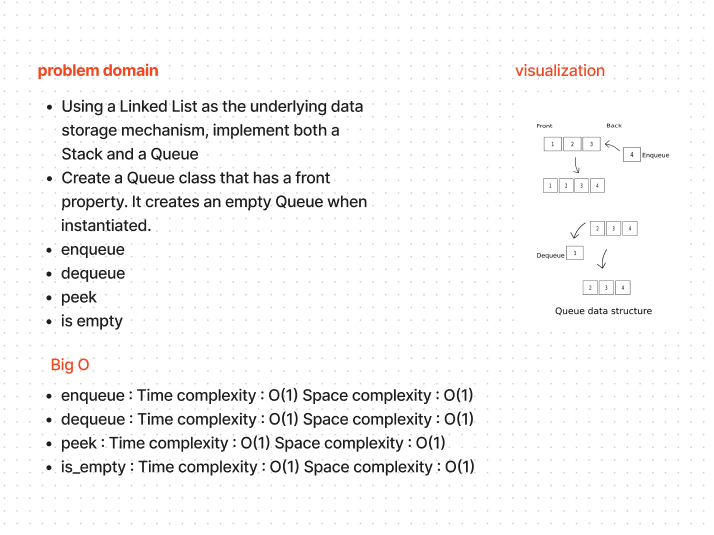 problem domain
visualization
• Using a Linked List as the underlying data
storage mechanism, implement both a
Stack and a Queue
• Create a Queue class that has a front
property. It creates an empty Queue when
instantiated.
• enqueue
• dequeue
• peek
• is empty
Front Back
1 2 3
4 Enqueue
1 2 3 4
2 3 4
Dequeue 1
2 3 4
Queue data structure
Big O
• enqueue : Time complexity : O(1) Space complexity : O(1)
• dequeue : Time complexity : O(1) Space complexity : O(1)
• peek : Time complexity : O(1) Space complexity : O(1)
• is_empty : Time complexity : O(1) Space complexity : O(1)